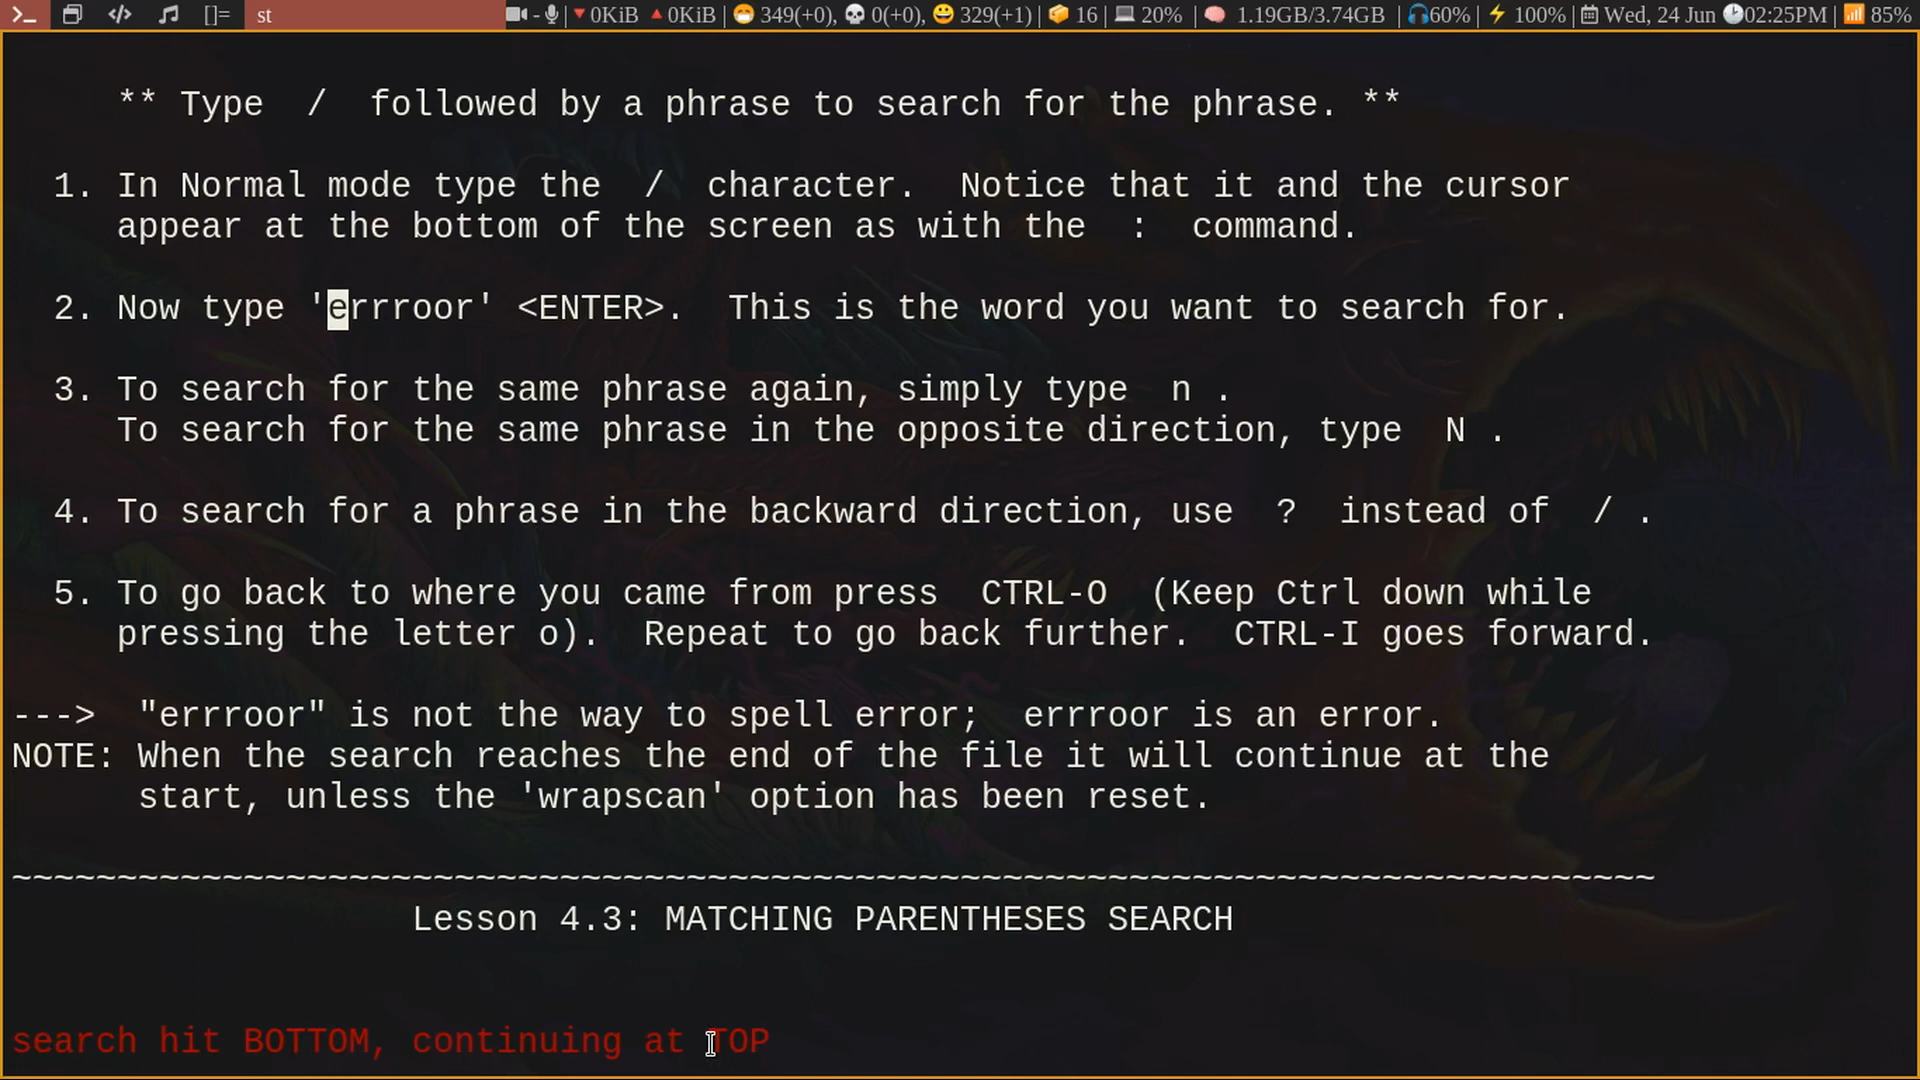 >_ </> []= st - | ▼0KiB ▲0KiB | 349(+0), 0(+0), 329(+1) | 16 | 20% | 1.19GB/3.74GB | 60% | 100% | Wed, 24 Jun 02:25PM | 85%
** Type  /  followed by a phrase to search for the phrase. **
1. In Normal mode type the  /  character.  Notice that it and the cursor
appear at the bottom of the screen as with the  :  command.
2. Now type 'errroor' <ENTER>.  This is the word you want to search for.
3. To search for the same phrase again, simply type  n .
To search for the same phrase in the opposite direction, type  N .
4. To search for a phrase in the backward direction, use  ?  instead of  / .
5. To go back to where you came from press  CTRL-O  (Keep Ctrl down while
pressing the letter o).  Repeat to go back further.  CTRL-I goes forward.
--->  "errroor" is not the way to spell error;  errroor is an error.
NOTE: When the search reaches the end of the file it will continue at the
start, unless the 'wrapscan' option has been reset.
~~~~~~~~~~~~~~~~~~~~~~~~~~~~~~~~~~~~~~~~~~~~~~~~~~~~~~~~~~~~~~~~~~~~~~~~~~~~~~
Lesson 4.3: MATCHING PARENTHESES SEARCH
search hit BOTTOM, continuing at TOP